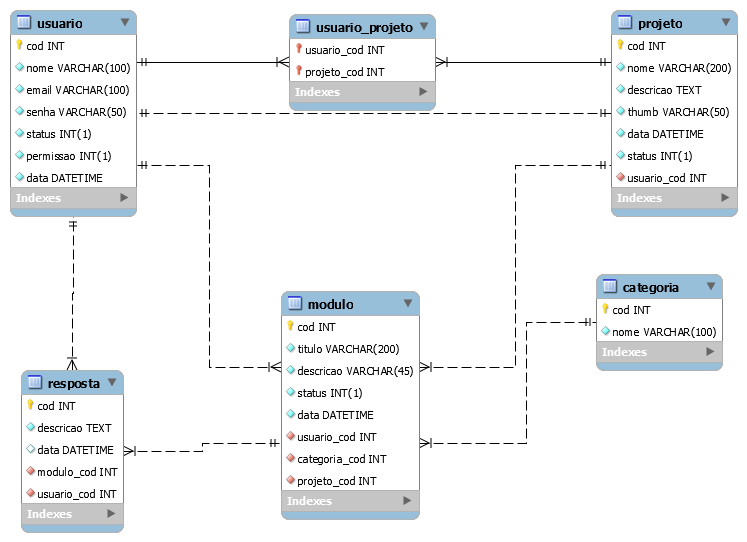 usuario
cod INT
nome VARCHAR(100)
email VARCHAR(100)
senha VARCHAR(50)
status INT(1)
permissao INT(1)
data DATETIME
Indexes
usuario_projeto
usuario_cod INT
projeto_cod INT
Indexes
projeto
cod INT
nome VARCHAR(200)
descricao TEXT
thumb VARCHAR(50)
data DATETIME
status INT(1)
usuario_cod INT
Indexes
modulo
cod INT
titulo VARCHAR(200)
descricao VARCHAR(45)
status INT(1)
data DATETIME
usuario_cod INT
categoria_cod INT
projeto_cod INT
Indexes
categoria
cod INT
nome VARCHAR(100)
Indexes
resposta
cod INT
descricao TEXT
data DATETIME
modulo_cod INT
usuario_cod INT
Indexes